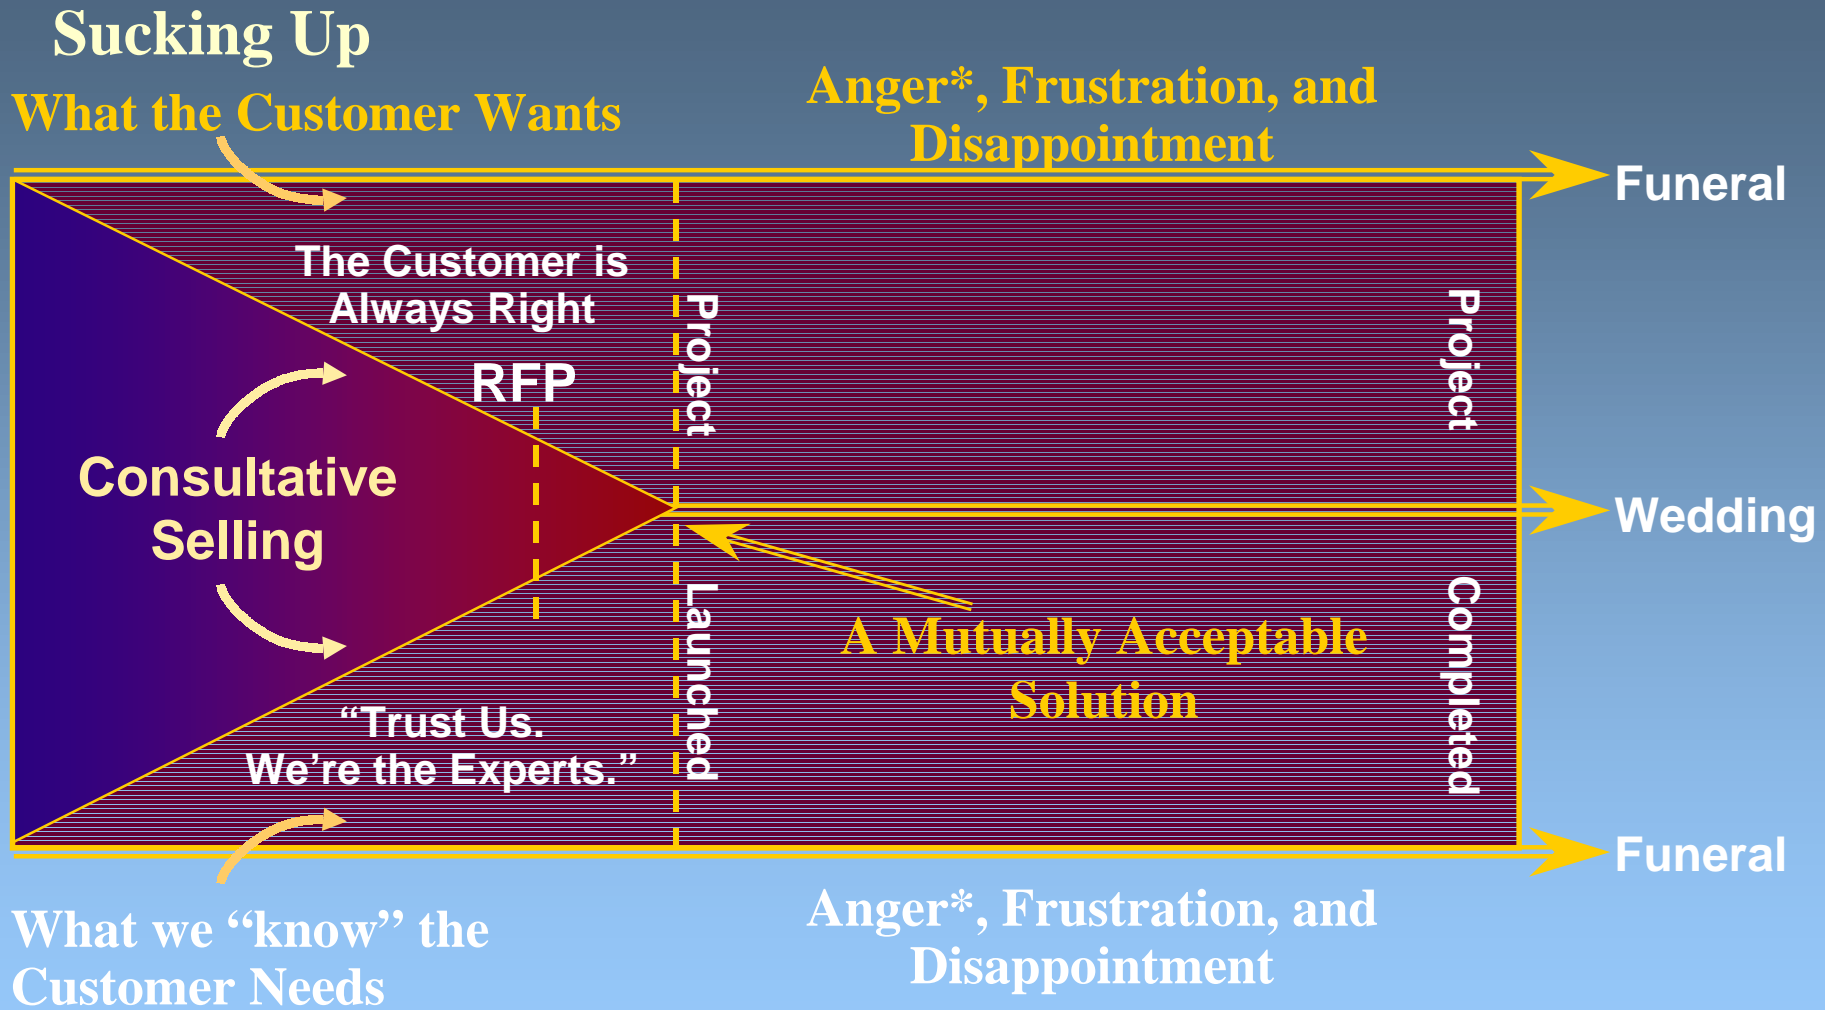 Sucking Up
What the Customer Wants
Anger*, Frustration, and
Disappointment
Funeral
The Customer is
Always Right
RFP
Project
Project
Consultative
Selling
Wedding
A Mutually Acceptable
Solution
Launched
Completed
“Trust Us.
We’re the Experts.”
Funeral
What we “know” the
Customer Needs
Anger*, Frustration, and
Disappointment